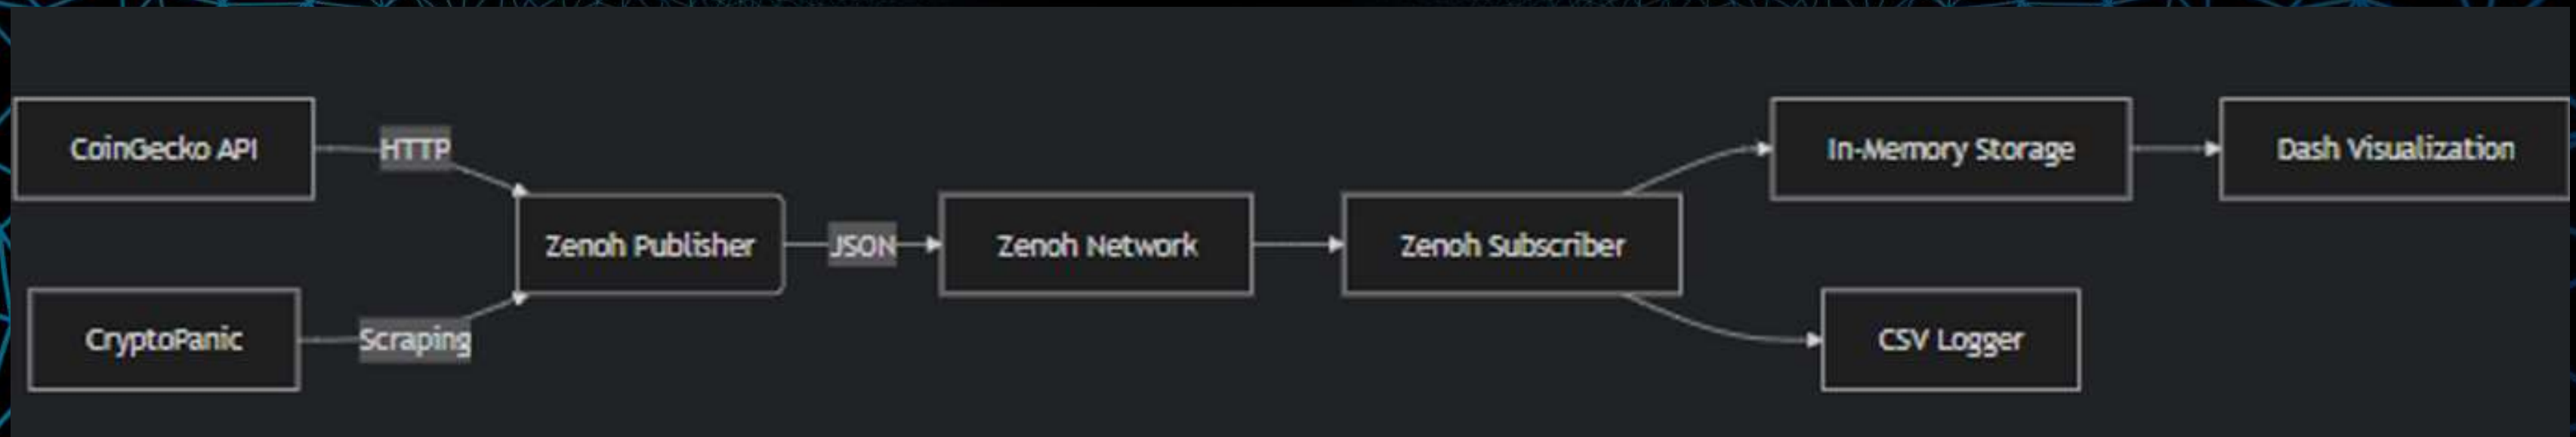 CoinGecko API
HTTP
CryptoPanic
Scraping
Zenoh Publisher
JSON
Zenoh Network
Zenoh Subscriber
In-Memory Storage
Dash Visualization
CSV Logger